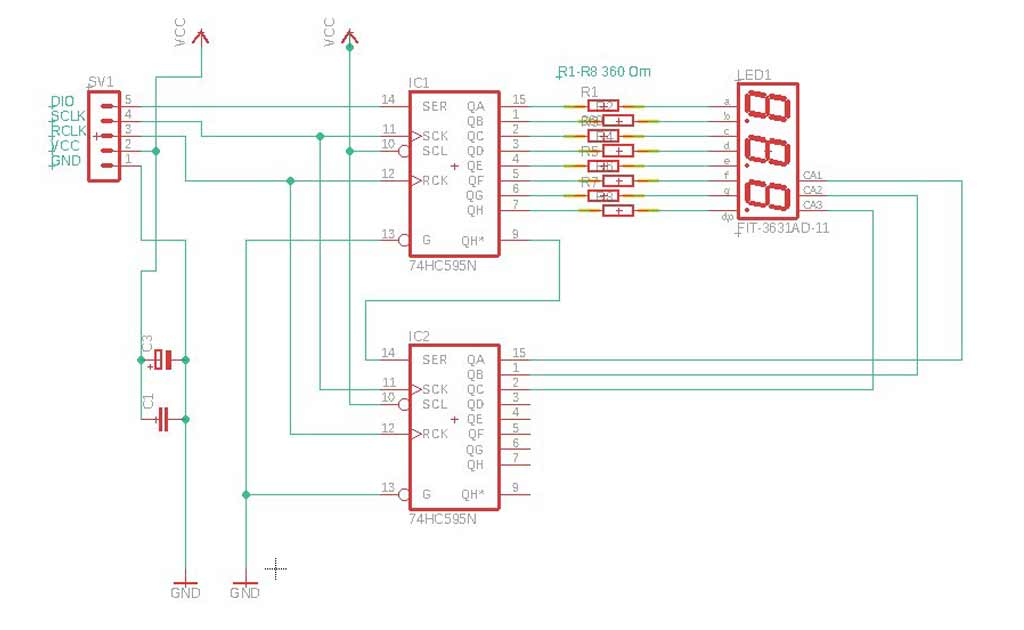 VCC
VCC
SV1
DIO
SCLK
RCLK
VCC
GND
5
4
3
2
1
IC1
14 SER QA 15
QB 1
11 SCK QC 2
10 SCL QD 3
QE 4
12 RCK QF 5
QG 6
QH 7
13 G QH* 9
74HC595N
R1-R8 360 Om
R1
R2
R4
R5
R6
R7
R8
LED1
a
b
c
d
e
f
g
dp
CA1
CA2
CA3
FIT-3631AD-11
C3
C1
IC2
14 SER QA 15
QB 1
11 SCK QC 2
10 SCL QD 3
QE 4
12 RCK QF 5
QG 6
QH 7
13 G QH* 9
74HC595N
GND
GND